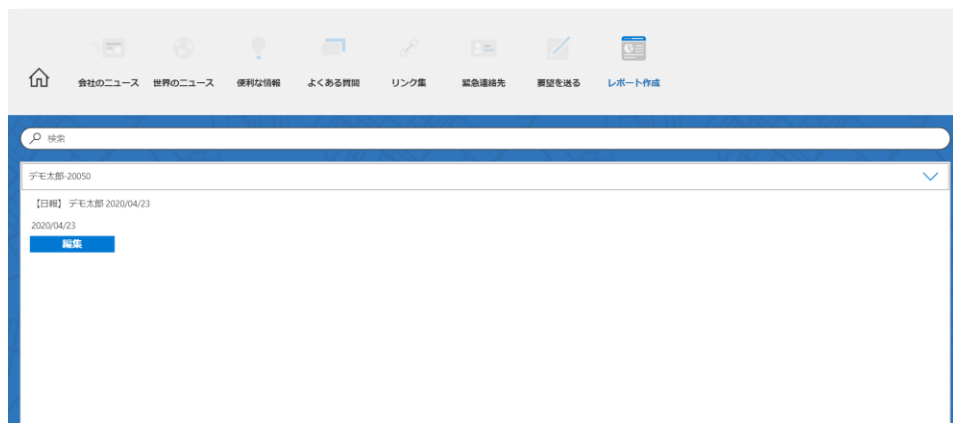 会社のニュース 世界のニュース 便利な情報 よくある質問 リンク集 緊急連絡先 要望を送る レポート作成
検索
デモ太郎-20050
【日報】 デモ太郎 2020/04/23
2020/04/23
編集